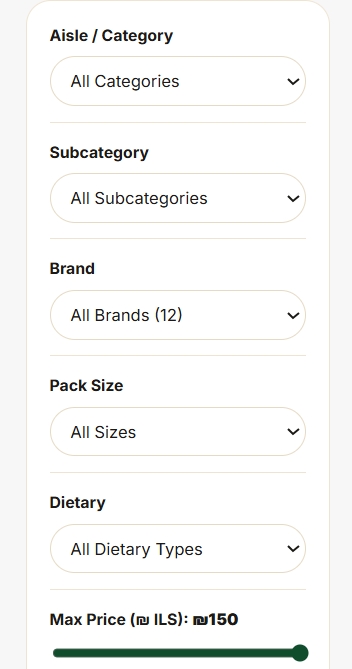 Aisle / Category
All Categories
Subcategory
All Subcategories
Brand
All Brands (12)
Pack Size
All Sizes
Dietary
All Dietary Types
Max Price (₪ ILS): ₪150